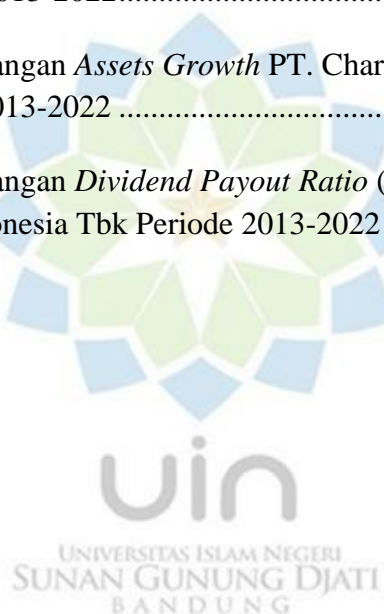 2013-2022..................................
angan Assets Growth PT. Char
013-2022 ..................................
angan Dividend Payout Ratio (
onesia Tbk Periode 2013-2022
uin
UNIVERSITAS ISLAM NEGERI
SUNAN GUNUNG DJATI
BANDUNG